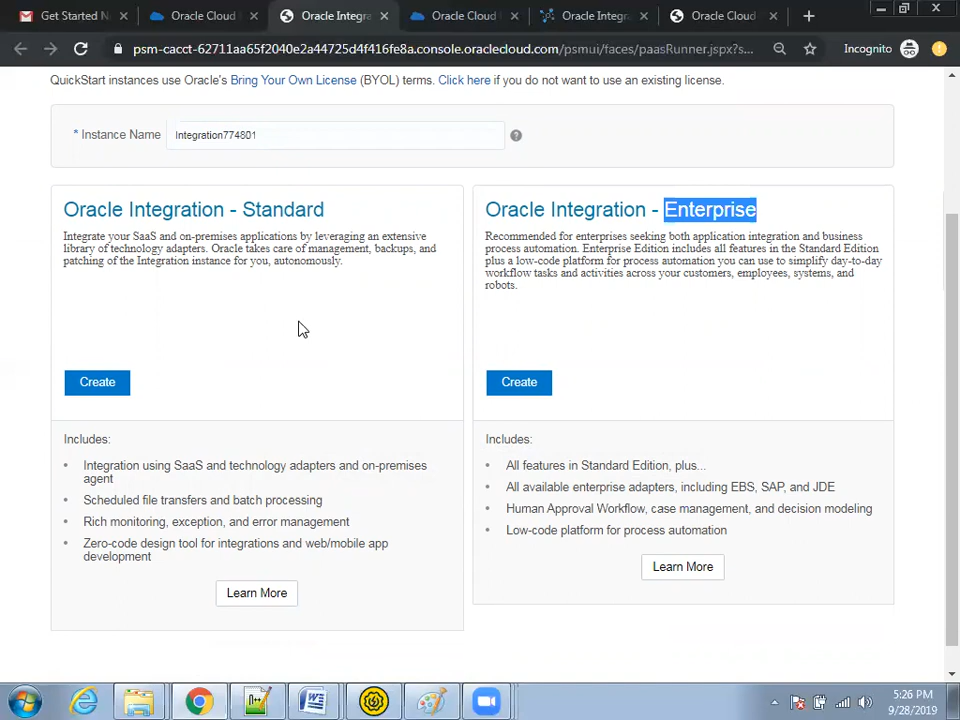 Get Started N
Oracle Cloud
Oracle Integra
Oracle Cloud
Oracle Integra
Oracle Cloud
psm-cacct-62711aa65f2040e2a44725d4f416fe8a.console.oraclecloud.com/psmui/faces/paasRunner.jspx?s...
Incognito
QuickStart instances use Oracle's Bring Your Own License (BYOL) terms. Click here if you do not want to use an existing license.
* Instance Name
Integration774801
Oracle Integration - Standard
Integrate your SaaS and on-premises applications by leveraging an extensive
library of technology adapters. Oracle takes care of management, backups, and
patching of the Integration instance for you, autonomously.
Create
Includes:
• Integration using SaaS and technology adapters and on-premises
agent
• Scheduled file transfers and batch processing
• Rich monitoring, exception, and error management
• Zero-code design tool for integrations and web/mobile app
development
Learn More
Oracle Integration - Enterprise
Recommended for enterprises seeking both application integration and business
process automation. Enterprise Edition includes all features in the Standard Edition
plus a low-code platform for process automation you can use to simplify day-to-day
workflow tasks and activities across your customers, employees, systems, and
robots.
Create
Includes:
• All features in Standard Edition, plus...
• All available enterprise adapters, including EBS, SAP, and JDE
• Human Approval Workflow, case management, and decision modeling
• Low-code platform for process automation
Learn More
5:26 PM
9/28/2019